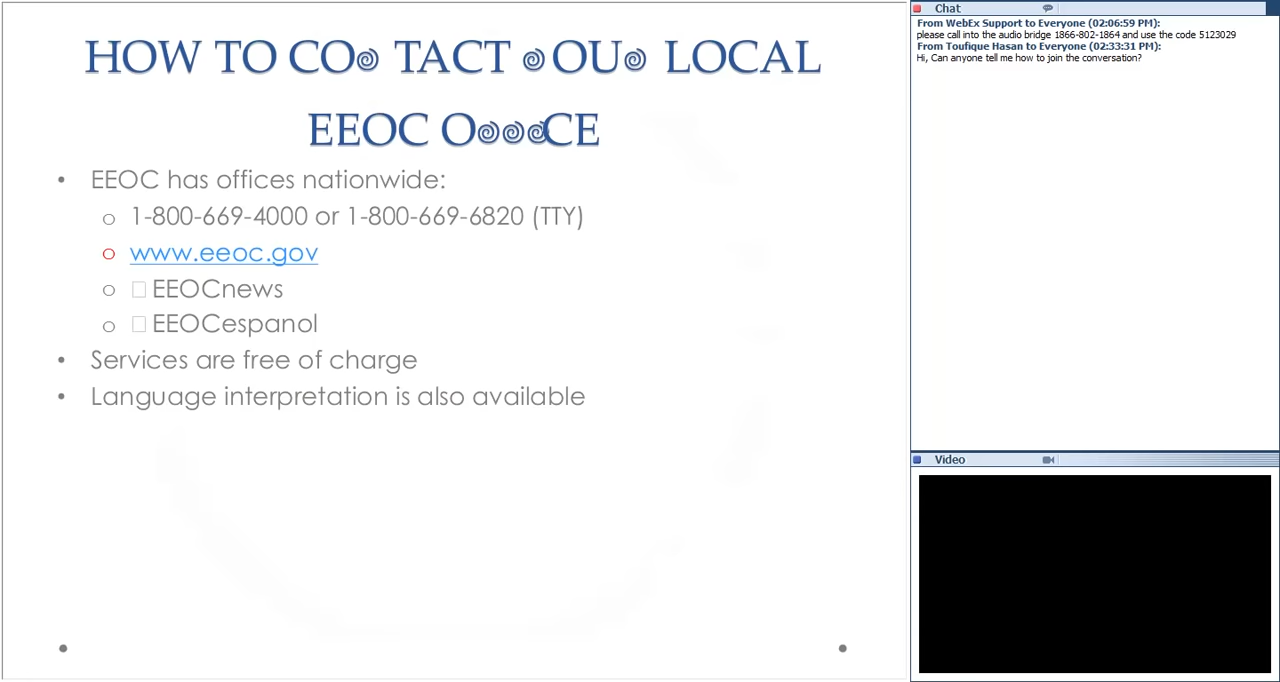 HOW TO CO TACT OU LOCAL
EEOC O CE
• EEOC has offices nationwide:
o 1-800-669-4000 or 1-800-669-6820 (TTY)
o www.eeoc.gov
o □ EEOCnews
o □ EEOCespanol
• Services are free of charge
• Language interpretation is also available
Chat
From WebEx Support to Everyone (02:06:59 PM):
please call into the audio bridge 1866-802-1864 and use the code 5123029
From Toufique Hasan to Everyone (02:33:31 PM):
Hi, Can anyone tell me how to join the conversation?
Video